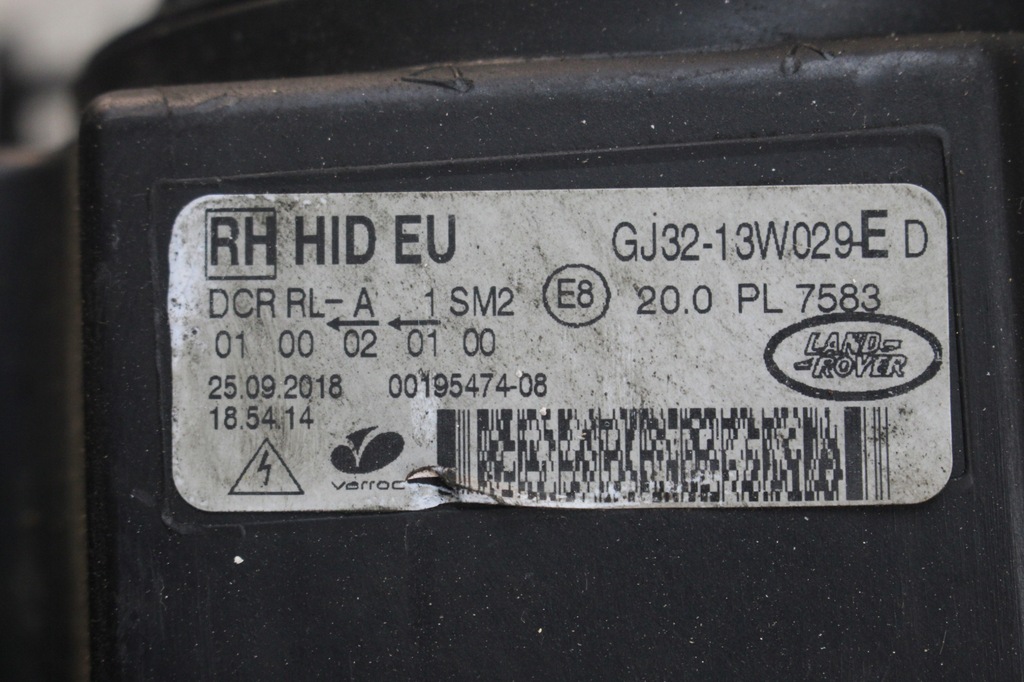 RH HID EU GJ32-13W029-E D
DCR RL- A 1 SM2 E8 20.0 PL 7583
01 00 02 01 00
LAND-
-ROVER
25.09.2018 00195474-08
18.54.14
varroc